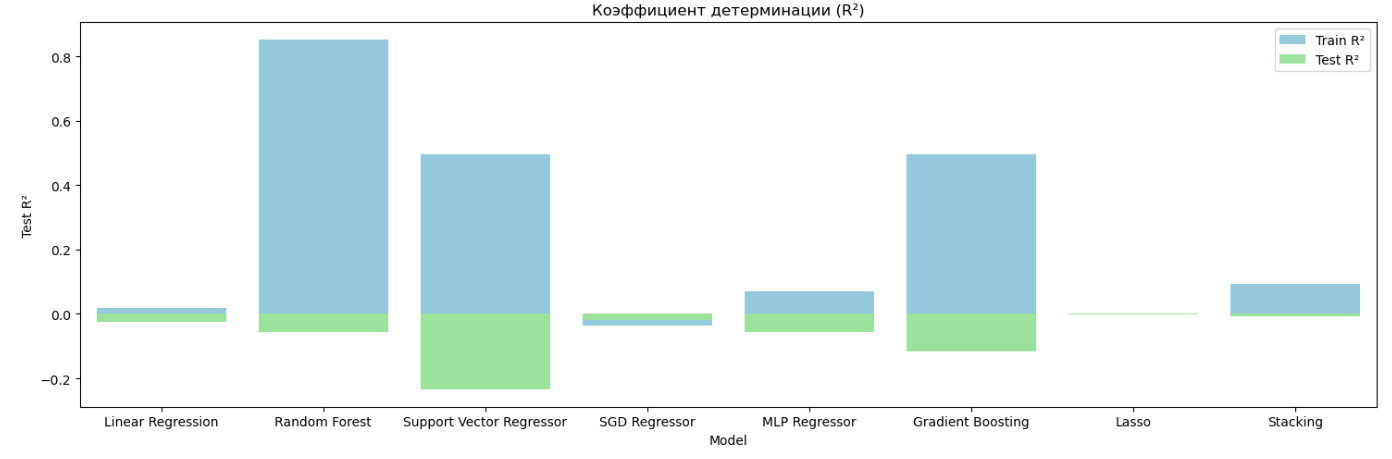 Коэффициент детерминации (R²)
Train R²
Test R²
Test R²
0.8
0.6
0.4
0.2
0.0
−0.2
Linear Regression
Random Forest
Support Vector Regressor
SGD Regressor
MLP Regressor
Gradient Boosting
Lasso
Stacking
Model